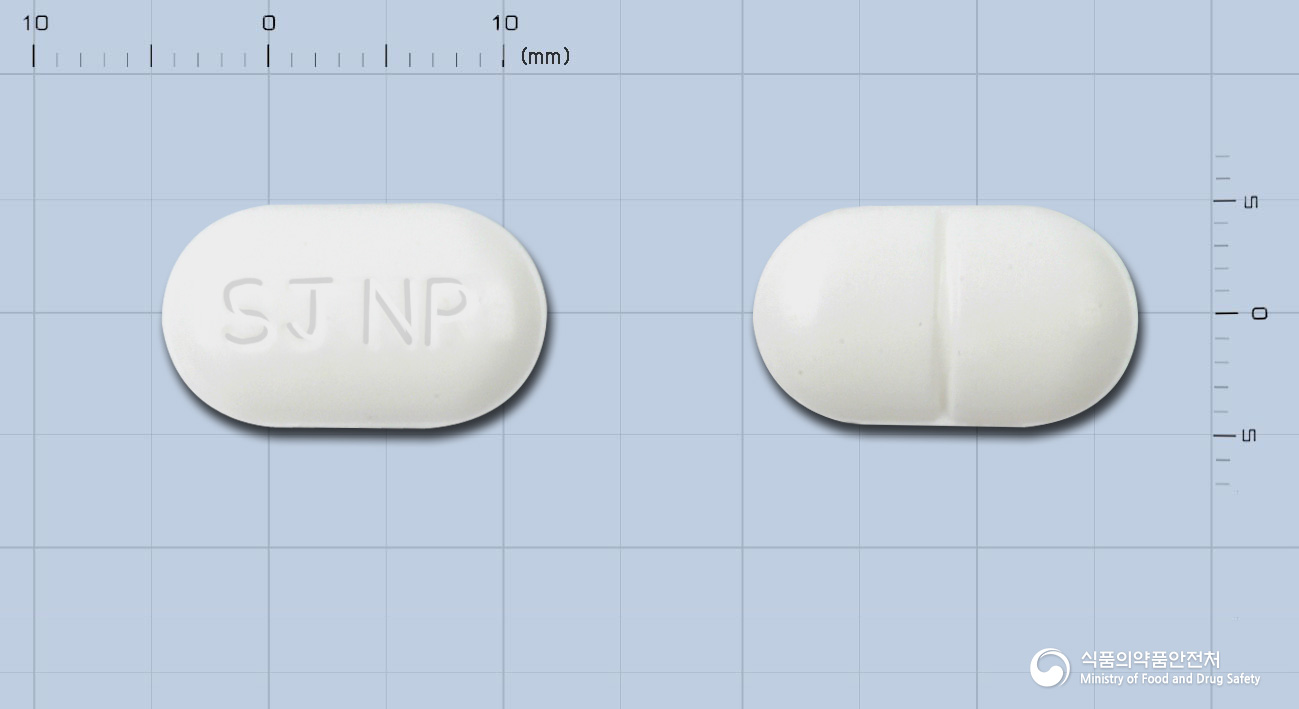 10 0 10
(mm)
SJ NP
5
0
5
식품의약품안전처
Ministry of Food and Drug Safety